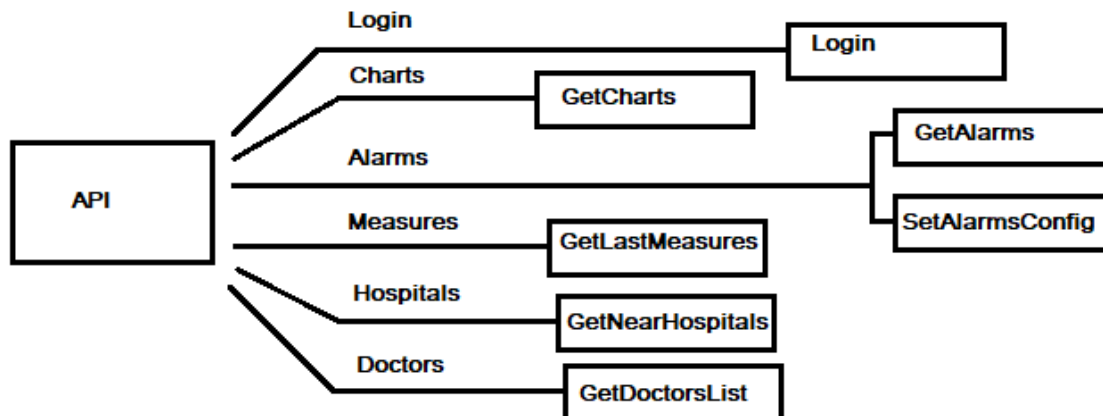 Login
Login
Charts
GetCharts
GetAlarms
Alarms
API
Measures
SetAlarmsConfig
GetLastMeasures
Hospitals
GetNearHospitals
Doctors
GetDoctorsList